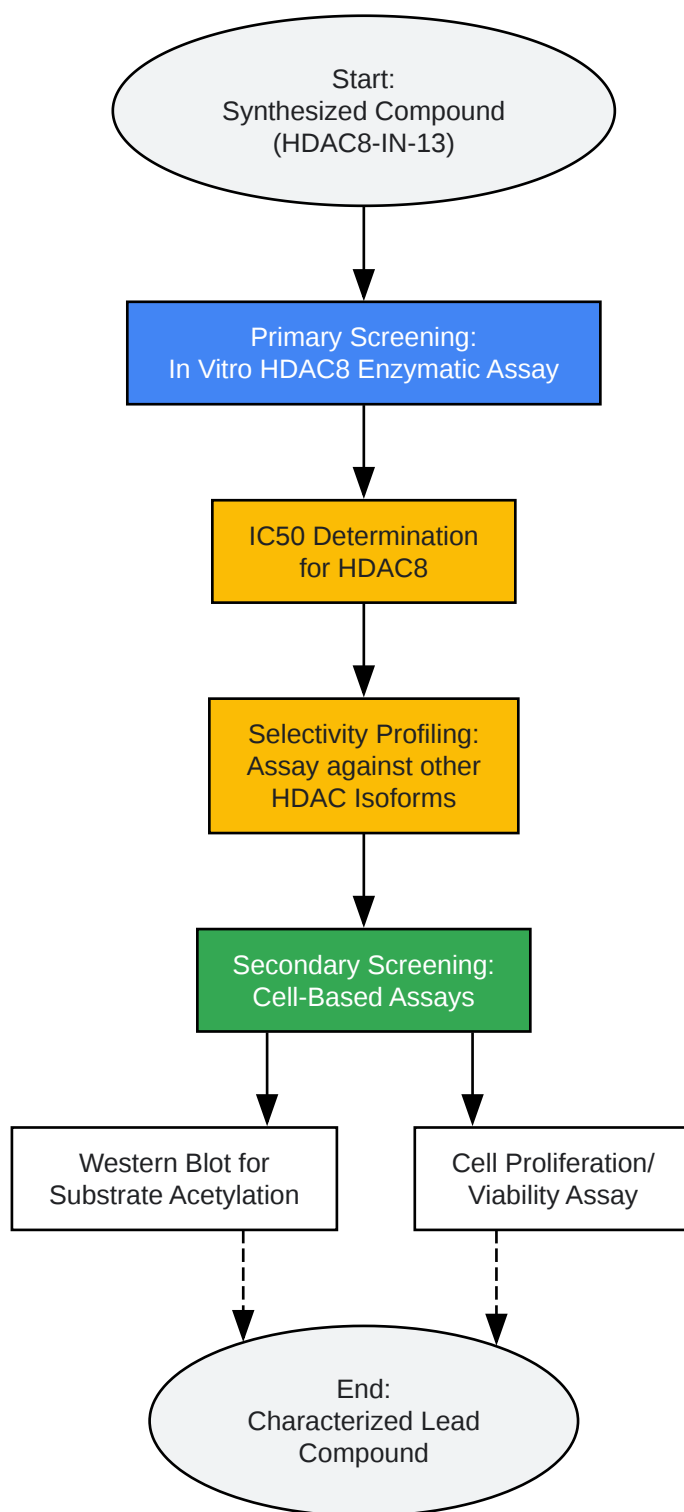 Start:
Synthesized Compound
(HDAC8-IN-13)
Primary Screening:
In Vitro HDAC8 Enzymatic Assay
IC50 Determination
for HDAC8
Selectivity Profiling:
Assay against other
HDAC Isoforms
Secondary Screening:
Cell-Based Assays
Western Blot for
Substrate Acetylation
Cell Proliferation/
Viability Assay
End:
Characterized Lead
Compound